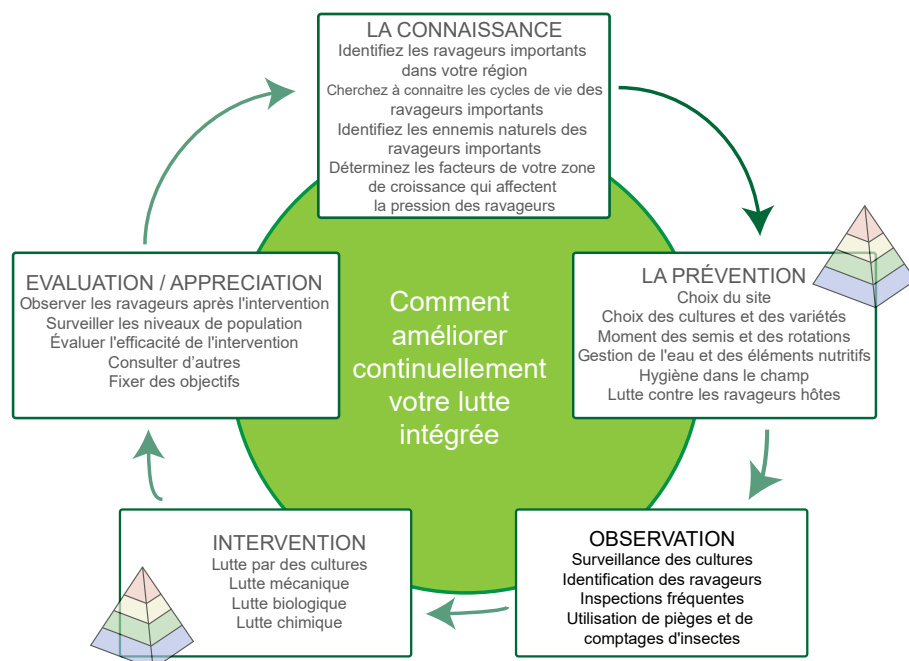 LA CONNAISSANCE
Identifiez les ravageurs importants
dans votre région
Cherchez à connaitre les cycles de vie des
ravageurs importants
Identifiez les ennemis naturels des
ravageurs importants
Déterminez les facteurs de votre zone
de croissance qui affectent
la pression des ravageurs
LA PRÉVENTION
Choix du site
Choix des cultures et des variétés
Moment des semis et des rotations
Gestion de l'eau et des éléments nutritifs
Hygiène dans le champ
Lutte contre les ravageurs hôtes
OBSERVATION
Surveillance des cultures
Identification des ravageurs
Inspections fréquentes
Utilisation de pièges et de
comptages d'insectes
INTERVENTION
Lutte par des cultures
Lutte mécanique
Lutte biologique
Lutte chimique
EVALUATION / APPRECIATION
Observer les ravageurs après l'intervention
Surveiller les niveaux de population
Évaluer l'efficacité de l'intervention
Consulter d’autres
Fixer des objectifs
Comment
améliorer
continuellement
votre lutte
intégrée